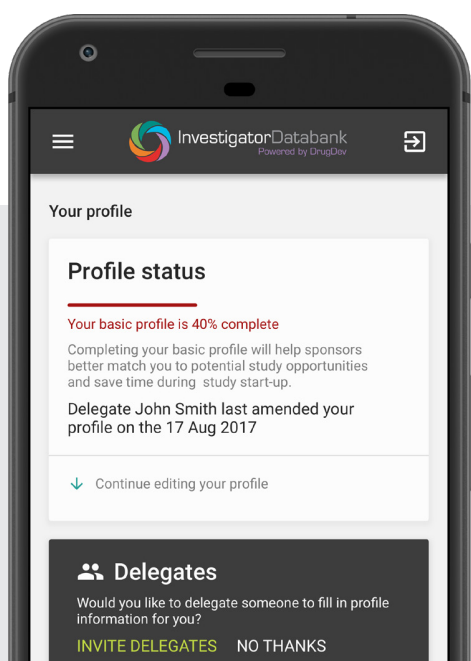 InvestigatorDatabank
Powered by DrugDev
Your profile
Profile status
Your basic profile is 40% complete
Completing your basic profile will help sponsors
better match you to potential study opportunities
and save time during study start-up.
Delegate John Smith last amended your
profile on the 17 Aug 2017
Continue editing your profile
Delegates
Would you like to delegate someone to fill in profile
information for you?
INVITE DELEGATES NO THANKS